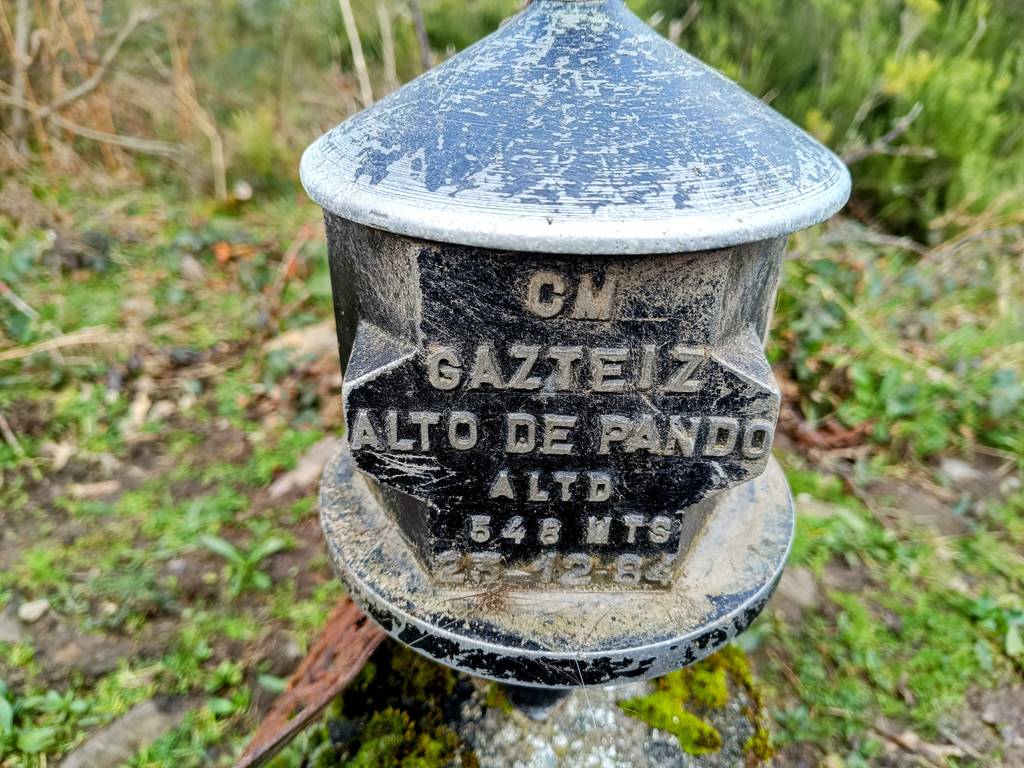 CM
GAZTEIZ
ALTO DE PANDO
ALTD
548 MTS
23-12-84